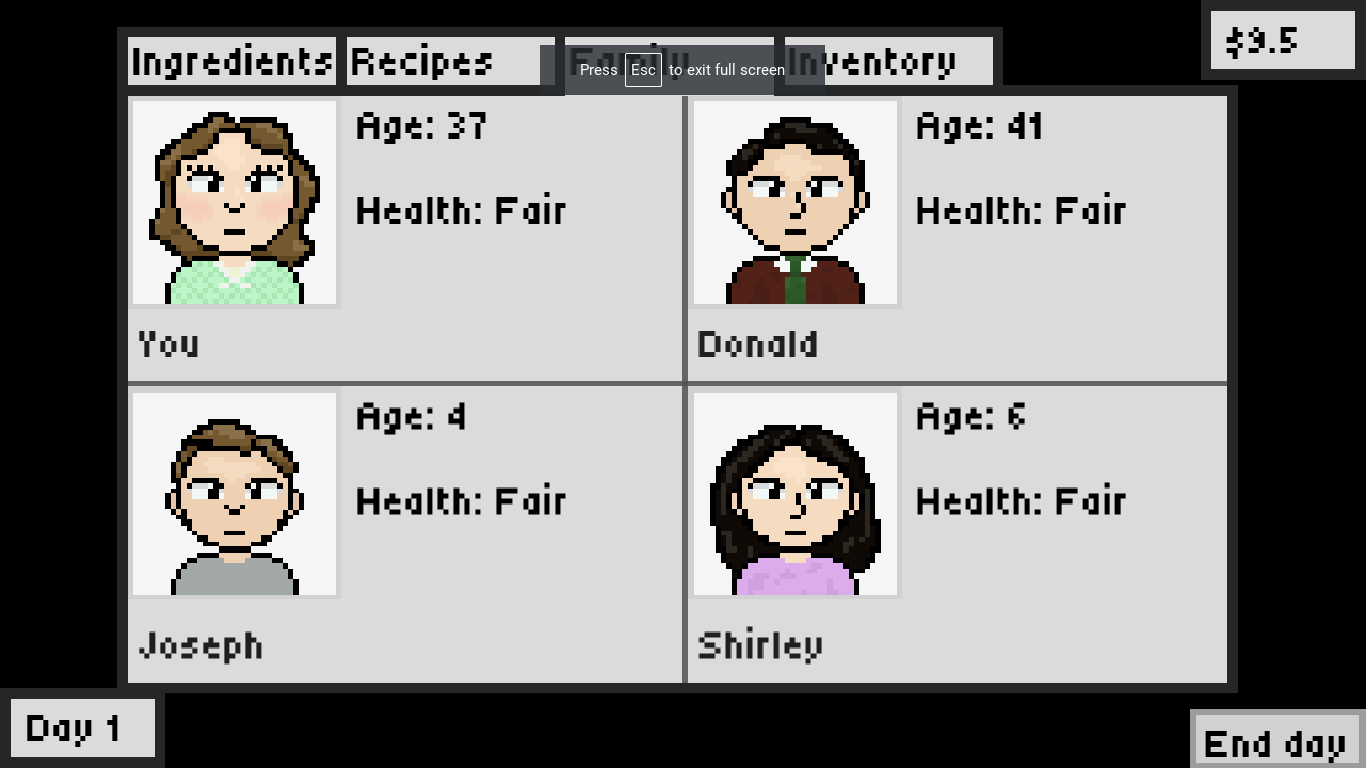 $9.5
Ingredients Recipes Family Inventory
Press Esc to exit full screen
Age: 37
Health: Fair
You
Age: 41
Health: Fair
Donald
Age: 4
Health: Fair
Joseph
Age: 6
Health: Fair
Shirley
Day 1
End day